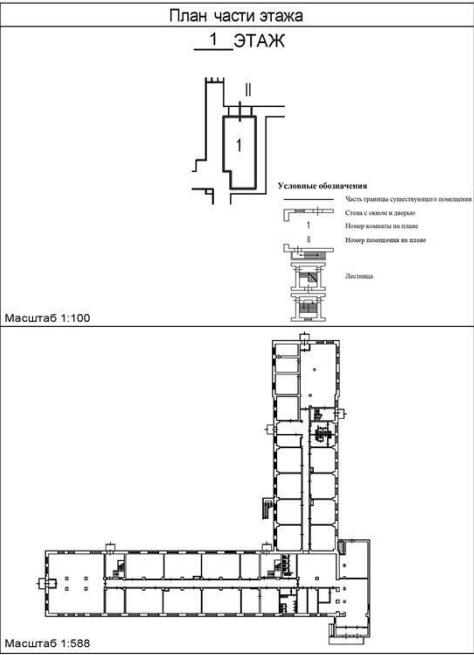 План части этажа
1 ЭТАЖ
II
1
Условные обозначения
Часть границы существующего помещения
Стена с окном и дверью
1 Номер комнаты на плане
II Номер помещения на плане
Лестница
Масштаб 1:100
Масштаб 1:588